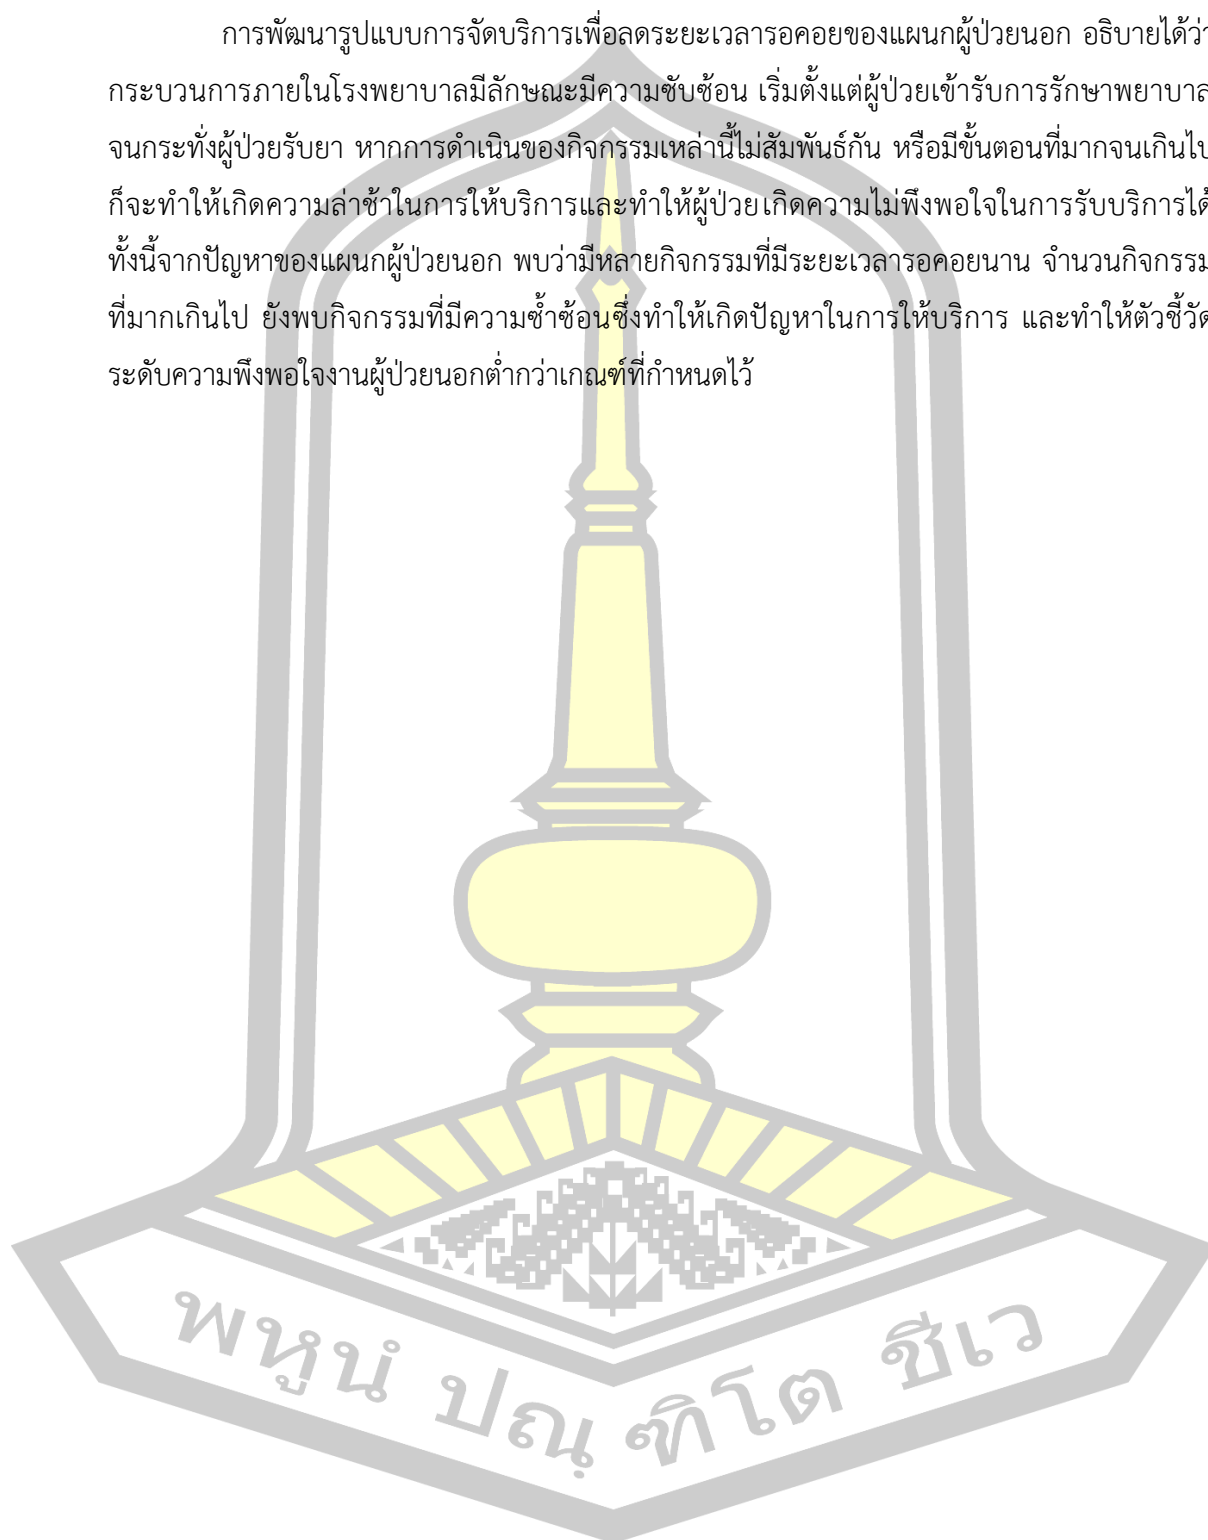 การพัฒนารูปแบบการจัดบริการเพื่อลดระยะเวลารอคอยของแผนกผู้ป่วยนอก อธิบายได้ว่า
กระบวนการภายในโรงพยาบาลมีลักษณะมีความซับซ้อน เริ่มตั้งแต่ผู้ป่วยเข้ารับการรักษาพยาบาล
จนกระทั่งผู้ป่วยรับยา หากการดำเนินของกิจกรรมเหล่านี้ไม่สัมพันธ์กัน หรือมีขั้นตอนที่มากจนเกินไป
ก็จะทำให้เกิดความล่าช้าในการให้บริการและทำให้ผู้ป่วยเกิดความไม่พึงพอใจในการรับบริการได้
ทั้งนี้จากปัญหาของแผนกผู้ป่วยนอก พบว่ามีหลายกิจกรรมที่มีระยะเวลารอคอยนาน จำนวนกิจกรรม
ที่มากเกินไป ยังพบกิจกรรมที่มีความซ้ำซ้อนซึ่งทำให้เกิดปัญหาในการให้บริการ และทำให้ตัวชี้วัด
ระดับความพึงพอใจงานผู้ป่วยนอกต่ำกว่าเกณฑ์ที่กำหนดไว้
พหูนํ ปณฺฑิโต ชีเว